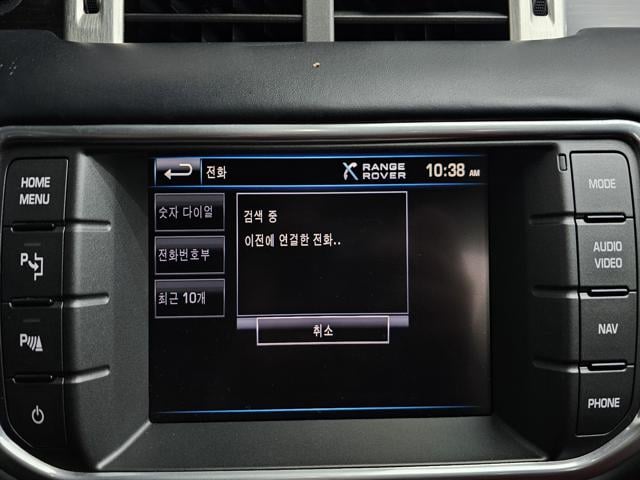 전화
RANGE
ROVER
10:38 AM
숫자 다이얼
전화번호부
최근 10개
검색 중
이전에 연결한 전화..
취소
HOME
MENU
P
P
MODE
AUDIO
VIDEO
NAV
PHONE